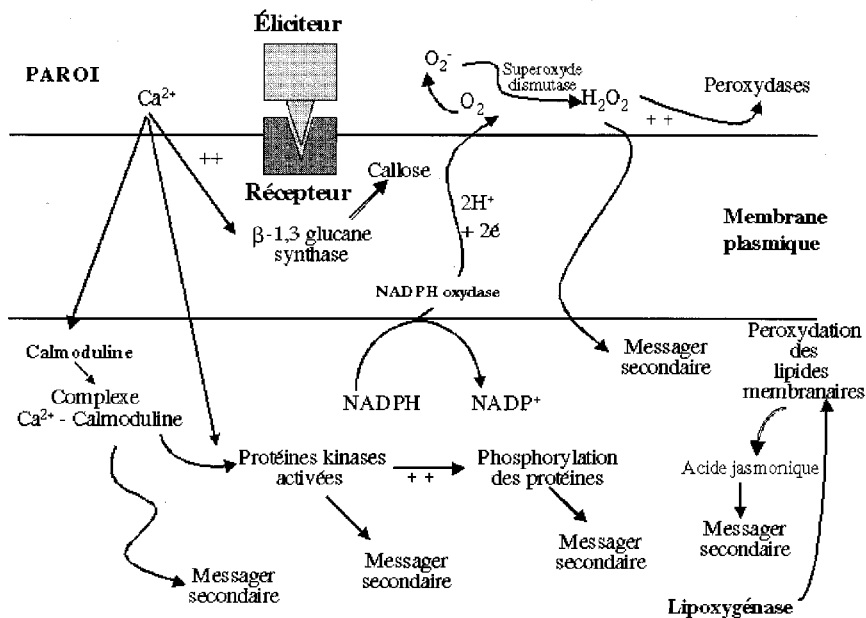 Éliciteur
PAROI
Ca²⁺
O₂⁻
Superoxyde
dismutase
O₂
H₂O₂
Peroxydases
++
++
Récepteur
Callose
β-1,3 glucane
synthase
2H⁺
+ 2é
Membrane
plasmique
NADPH oxydase
Calmoduline
Complexe
Ca²⁺ - Calmoduline
NADPH
NADP⁺
Messager
secondaire
Peroxydation
des
lipides
membranaires
Protéines kinases
activées
++
Phosphorylation
des protéines
Acide jasmonique
Messager
secondaire
Messager
secondaire
Messager
secondaire
Messager
secondaire
Lipoxygénase